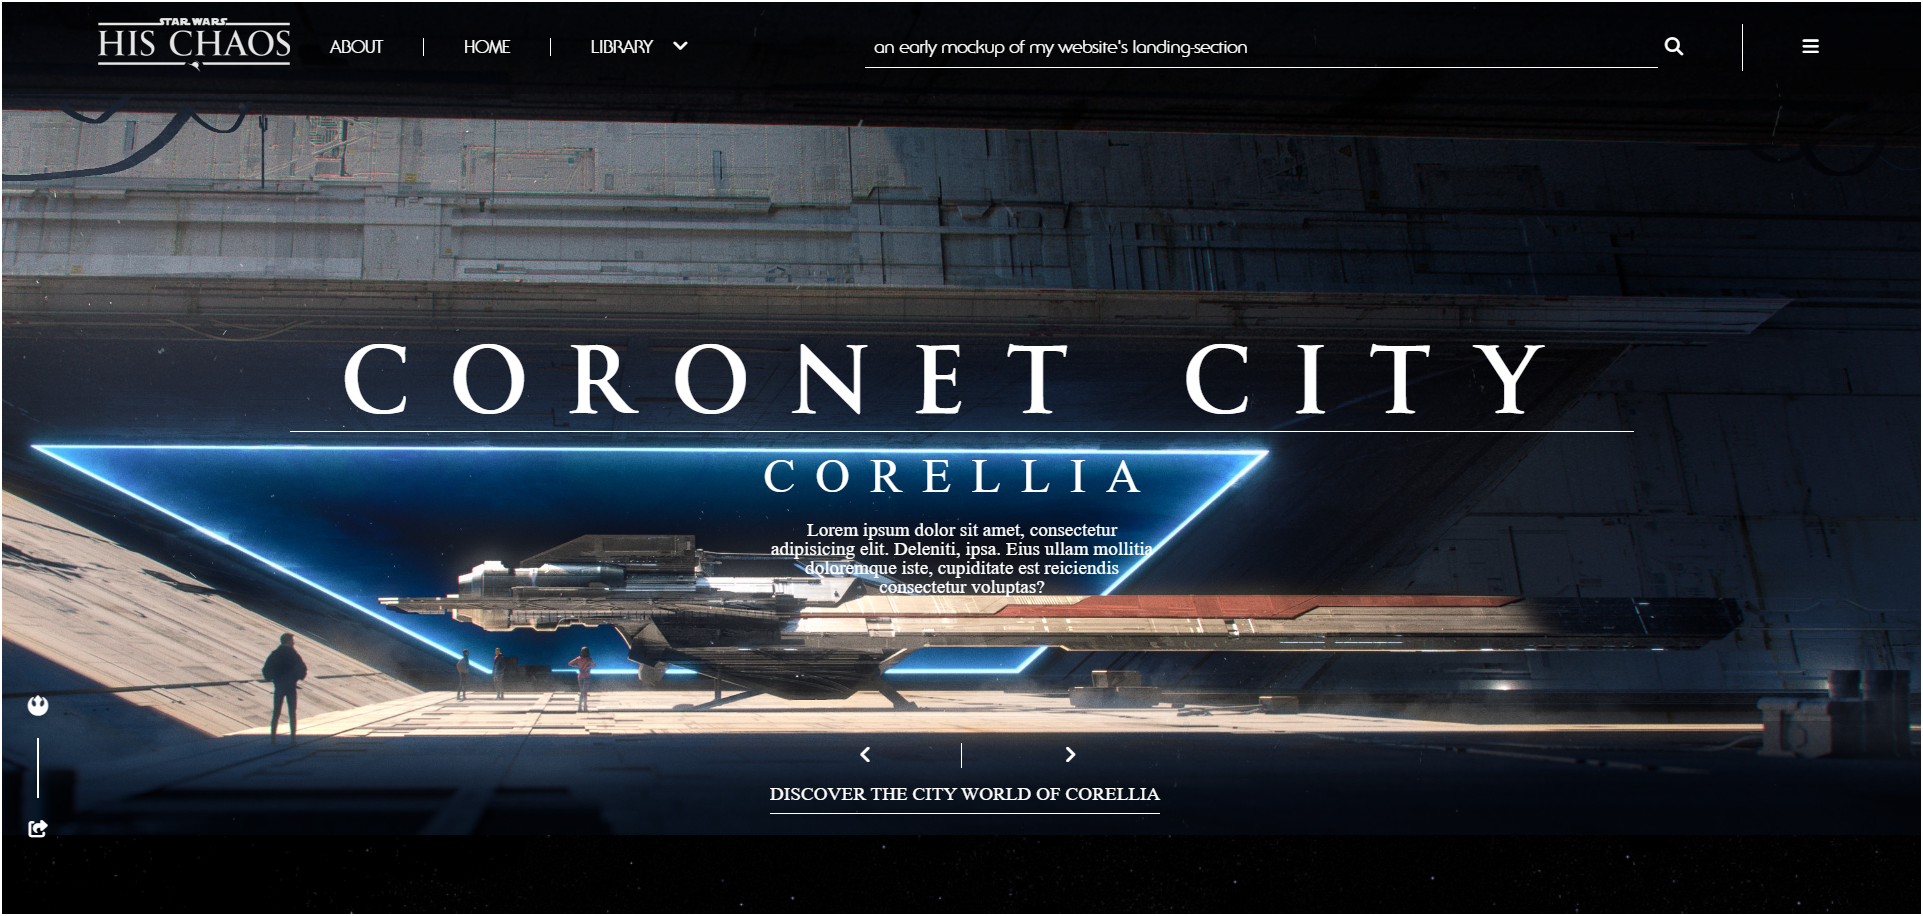 STAR WARS
HIS CHAOS
ABOUT
HOME
LIBRARY
an early mockup of my website's landing-section
CORONET CITY
CORELLIA
Lorem ipsum dolor sit amet, consectetur
adipisicing elit. Deleniti, ipsa. Eius ullam mollitia
doloremque iste, cupiditate est reiciendis
consectetur voluptas?
DISCOVER THE CITY WORLD OF CORELLIA